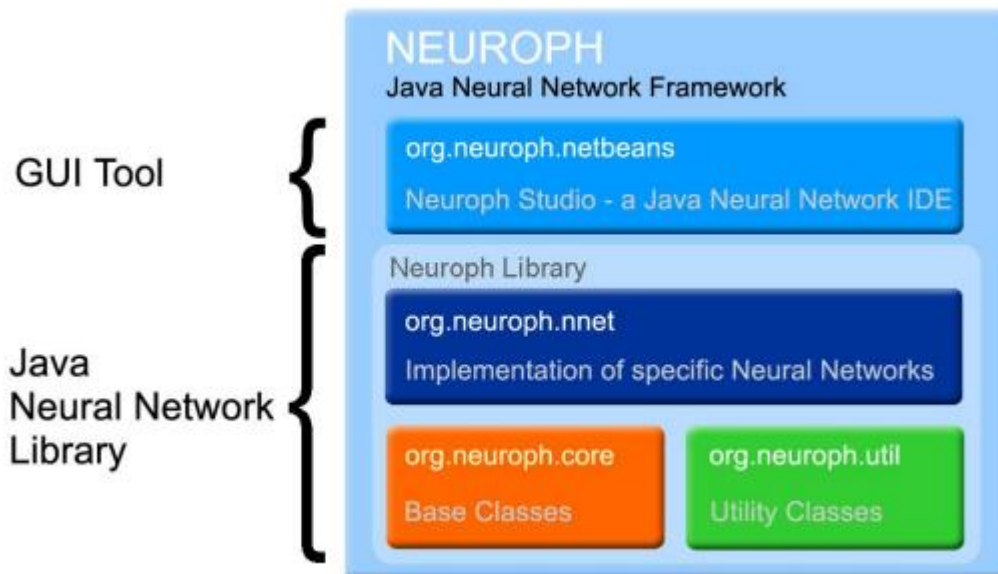 NEUROPH
Java Neural Network Framework
GUI Tool
org.neuroph.netbeans
Neuroph Studio - a Java Neural Network IDE
Java
Neural Network
Library
Neuroph Library
org.neuroph.nnet
Implementation of specific Neural Networks
org.neuroph.core
Base Classes
org.neuroph.util
Utility Classes